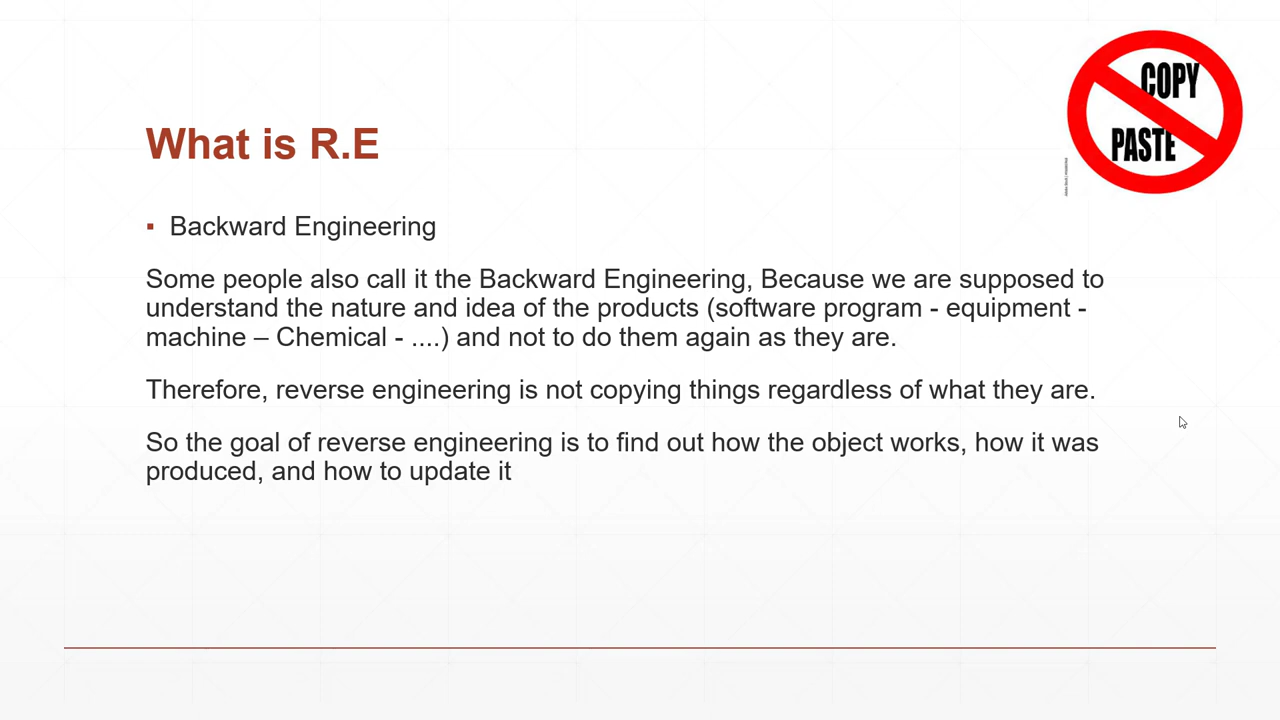 COPY
PASTE
What is R.E
▪ Backward Engineering
Some people also call it the Backward Engineering, Because we are supposed to
understand the nature and idea of the products (software program - equipment -
machine – Chemical - ....) and not to do them again as they are.
Therefore, reverse engineering is not copying things regardless of what they are.
So the goal of reverse engineering is to find out how the object works, how it was
produced, and how to update it